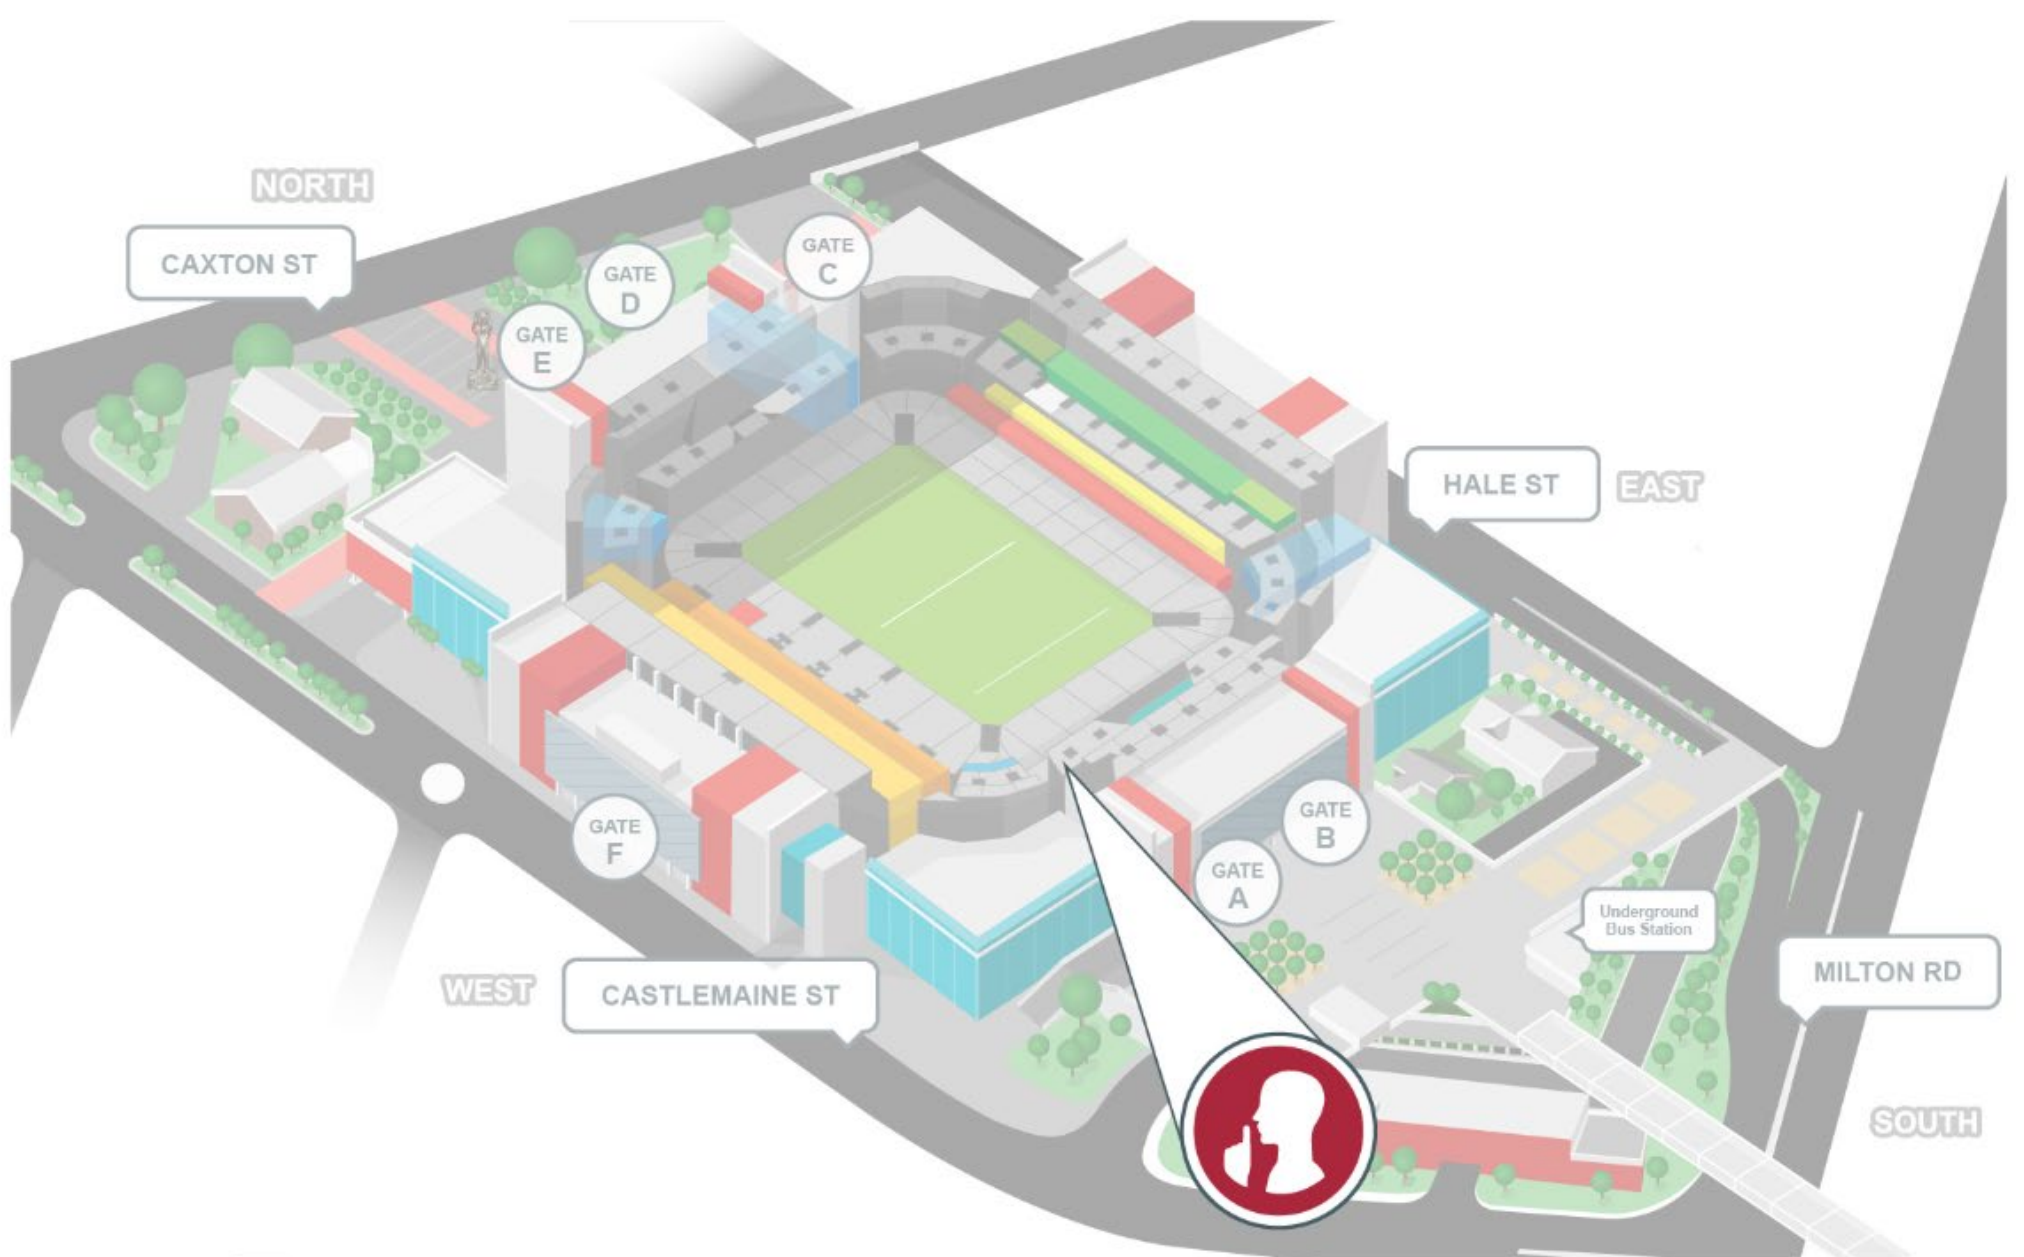 NORTH
CAXTON ST
GATE
C
GATE
D
GATE
E
HALE ST
EAST
GATE
F
GATE
B
GATE
A
Underground
Bus Station
MILTON RD
WEST
CASTLEMAINE ST
SOUTH